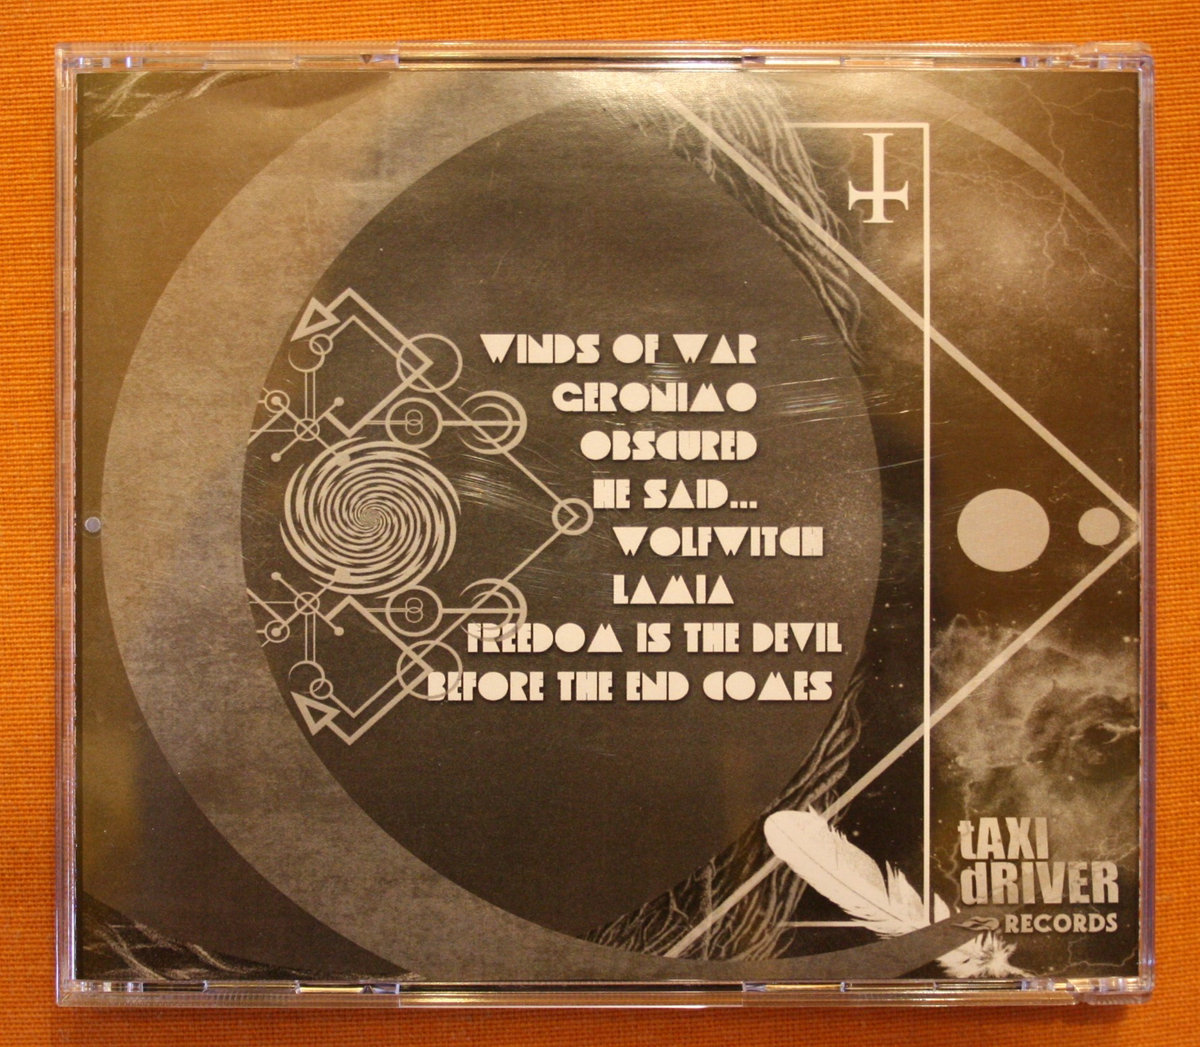 WINDS OF WAR
GERONIMO
OBSCURED
HE SAID...
WOLFWITCH
LAMIA
FREEDOM IS THE DEVIL
BEFORE THE END COMES
tAXI
dRIVER
RECORDS